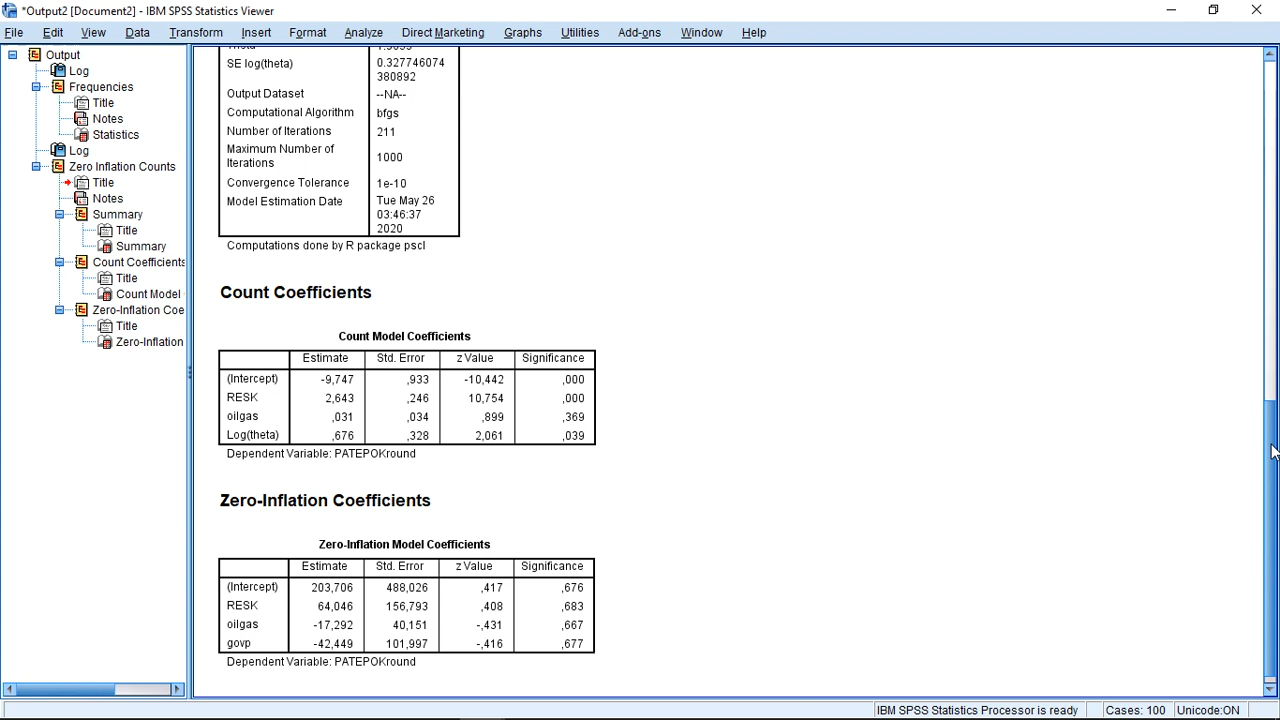 *Output2 [Document2] - IBM SPSS Statistics Viewer
File Edit View Data Transform Insert Format Analyze Direct Marketing Graphs Utilities Add-ons Window Help
Output
Log
Frequencies
Title
Notes
Statistics
Log
Zero Inflation Counts
Title
Notes
Summary
Title
Summary
Count Coefficients
Title
Count Model
Zero-Inflation Coe
Title
Zero-Inflation
SE log(theta) 0.327746074
380892
Output Dataset --NA--
Computational Algorithm bfgs
Number of Iterations 211
Maximum Number of
Iterations 1000
Convergence Tolerance 1e-10
Model Estimation Date Tue May 26
03:46:37
2020
Computations done by R package pscl
Count Coefficients
Count Model Coefficients
Estimate Std. Error z Value Significance
(Intercept) -9,747 ,933 -10,442 ,000
RESK 2,643 ,246 10,754 ,000
oilgas ,031 ,034 ,899 ,369
Log(theta) ,676 ,328 2,061 ,039
Dependent Variable: PATEPOKround
Zero-Inflation Coefficients
Zero-Inflation Model Coefficients
Estimate Std. Error z Value Significance
(Intercept) 203,706 488,026 ,417 ,676
RESK 64,046 156,793 ,408 ,683
oilgas -17,292 40,151 -,431 ,667
govp -42,449 101,997 -,416 ,677
Dependent Variable: PATEPOKround
IBM SPSS Statistics Processor is ready Cases: 100 Unicode:ON